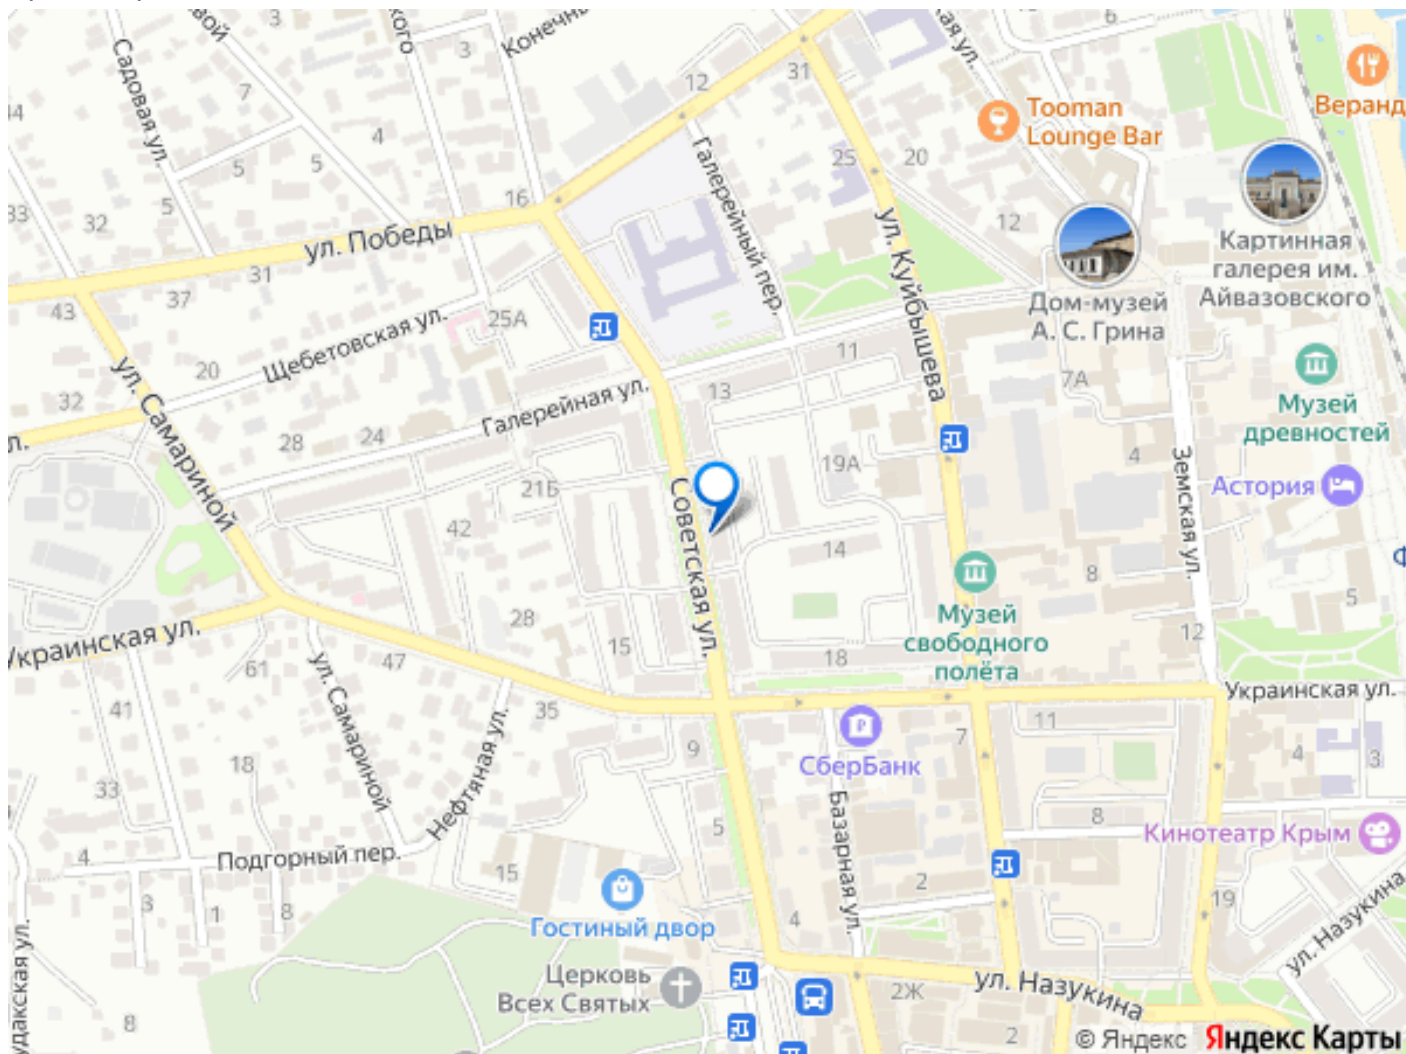 Садовая ул.
3
Конечн
12
31
6
Tooman
Lounge Bar
Веранд
7
4
5
5
5
16
25
20
33
32
12
ул. Победы
Галерейный пер.
ул. Куйбышева
Картинная
галерея им.
Айвазовского
Дом-музей
А. С. Грина
31
37
43
25А
Щебетовская ул.
20
11
7А
32
ул. Самариной
Галерейная ул.
13
Музей
древностей
28
24
19А
4
Земская ул.
Астория
21Б
42
Советская ул.
14
8
5
Музей
свободного
полёта
28
15
18
12
Украинская ул.
61
47
ул. Самариной
Украинская ул.
41
35
Нефтяная ул.
11
7
9
4
3
18
СберБанк
33
Базарная ул.
8
5
Кинотеатр Крым
4
Подгорный пер.
15
2
3
1
8
19
ул. Назукина
Гостиный двор
4
Церковь
Всех Святых
ул. Назукина
2Ж
8
2
© Яндекс Яндекс Карты